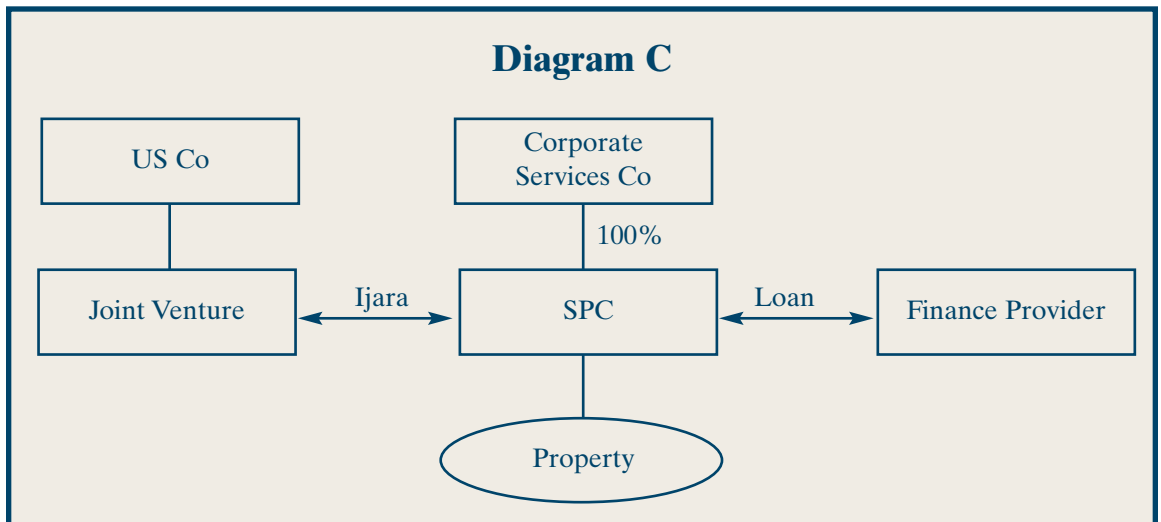 Diagram C
US Co
Corporate
Services Co
100%
Joint Venture
Ijara
SPC
Loan
Finance Provider
Property